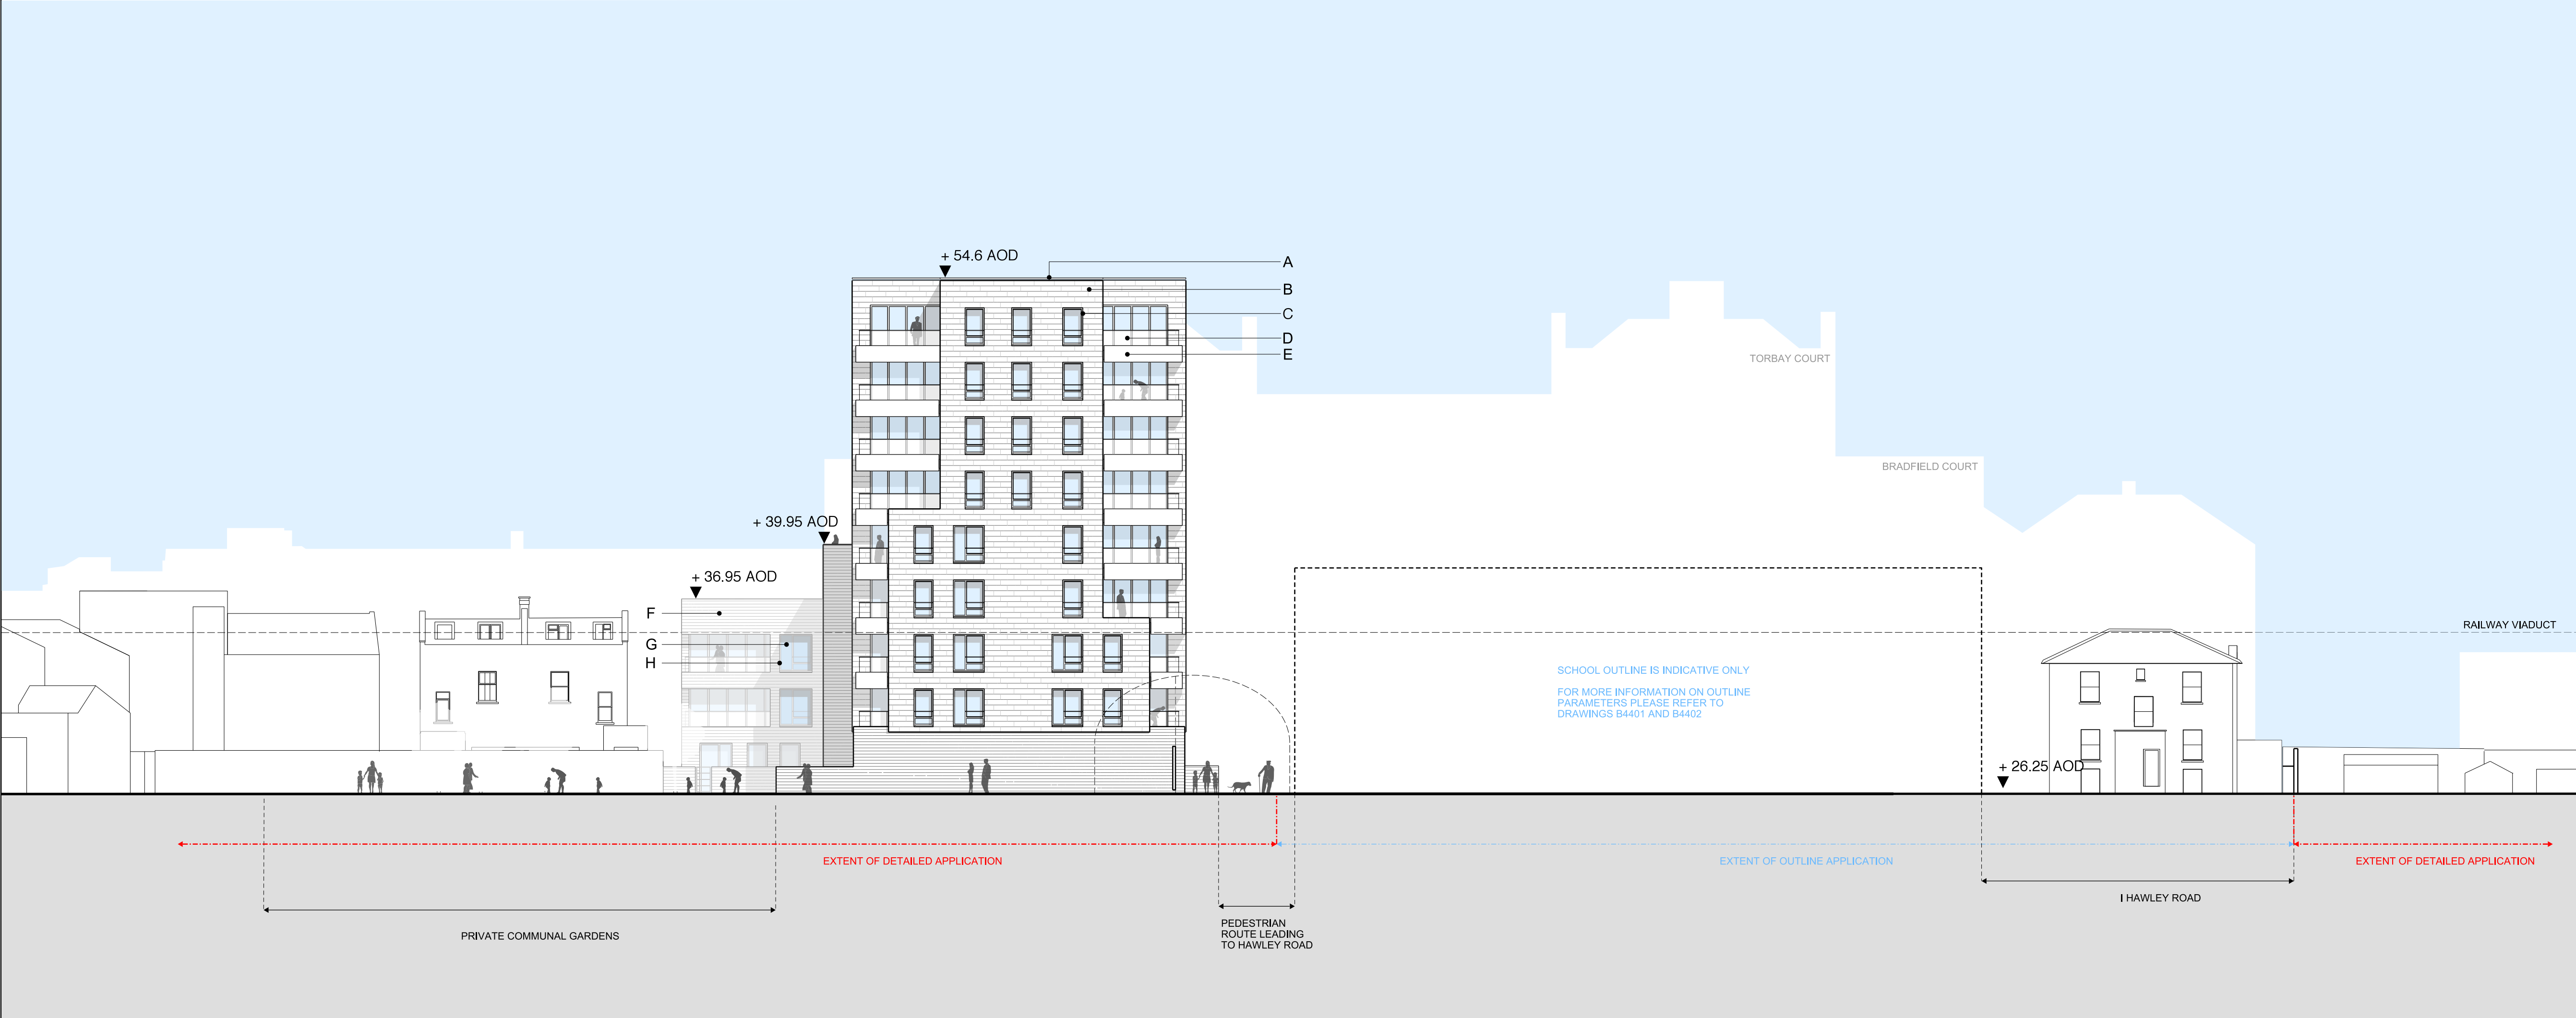 + 54.6 AOD
A
B
C
D
E
TORBAY COURT
BRADFIELD COURT
+ 39.95 AOD
+ 36.95 AOD
F
G
H
RAILWAY VIADUCT
SCHOOL OUTLINE IS INDICATIVE ONLY
FOR MORE INFORMATION ON OUTLINE
PARAMETERS PLEASE REFER TO
DRAWINGS B4401 AND B4402
+ 26.25 AOD
EXTENT OF DETAILED APPLICATION
EXTENT OF OUTLINE APPLICATION
EXTENT OF DETAILED APPLICATION
I HAWLEY ROAD
PRIVATE COMMUNAL GARDENS
PEDESTRIAN
ROUTE LEADING
TO HAWLEY ROAD